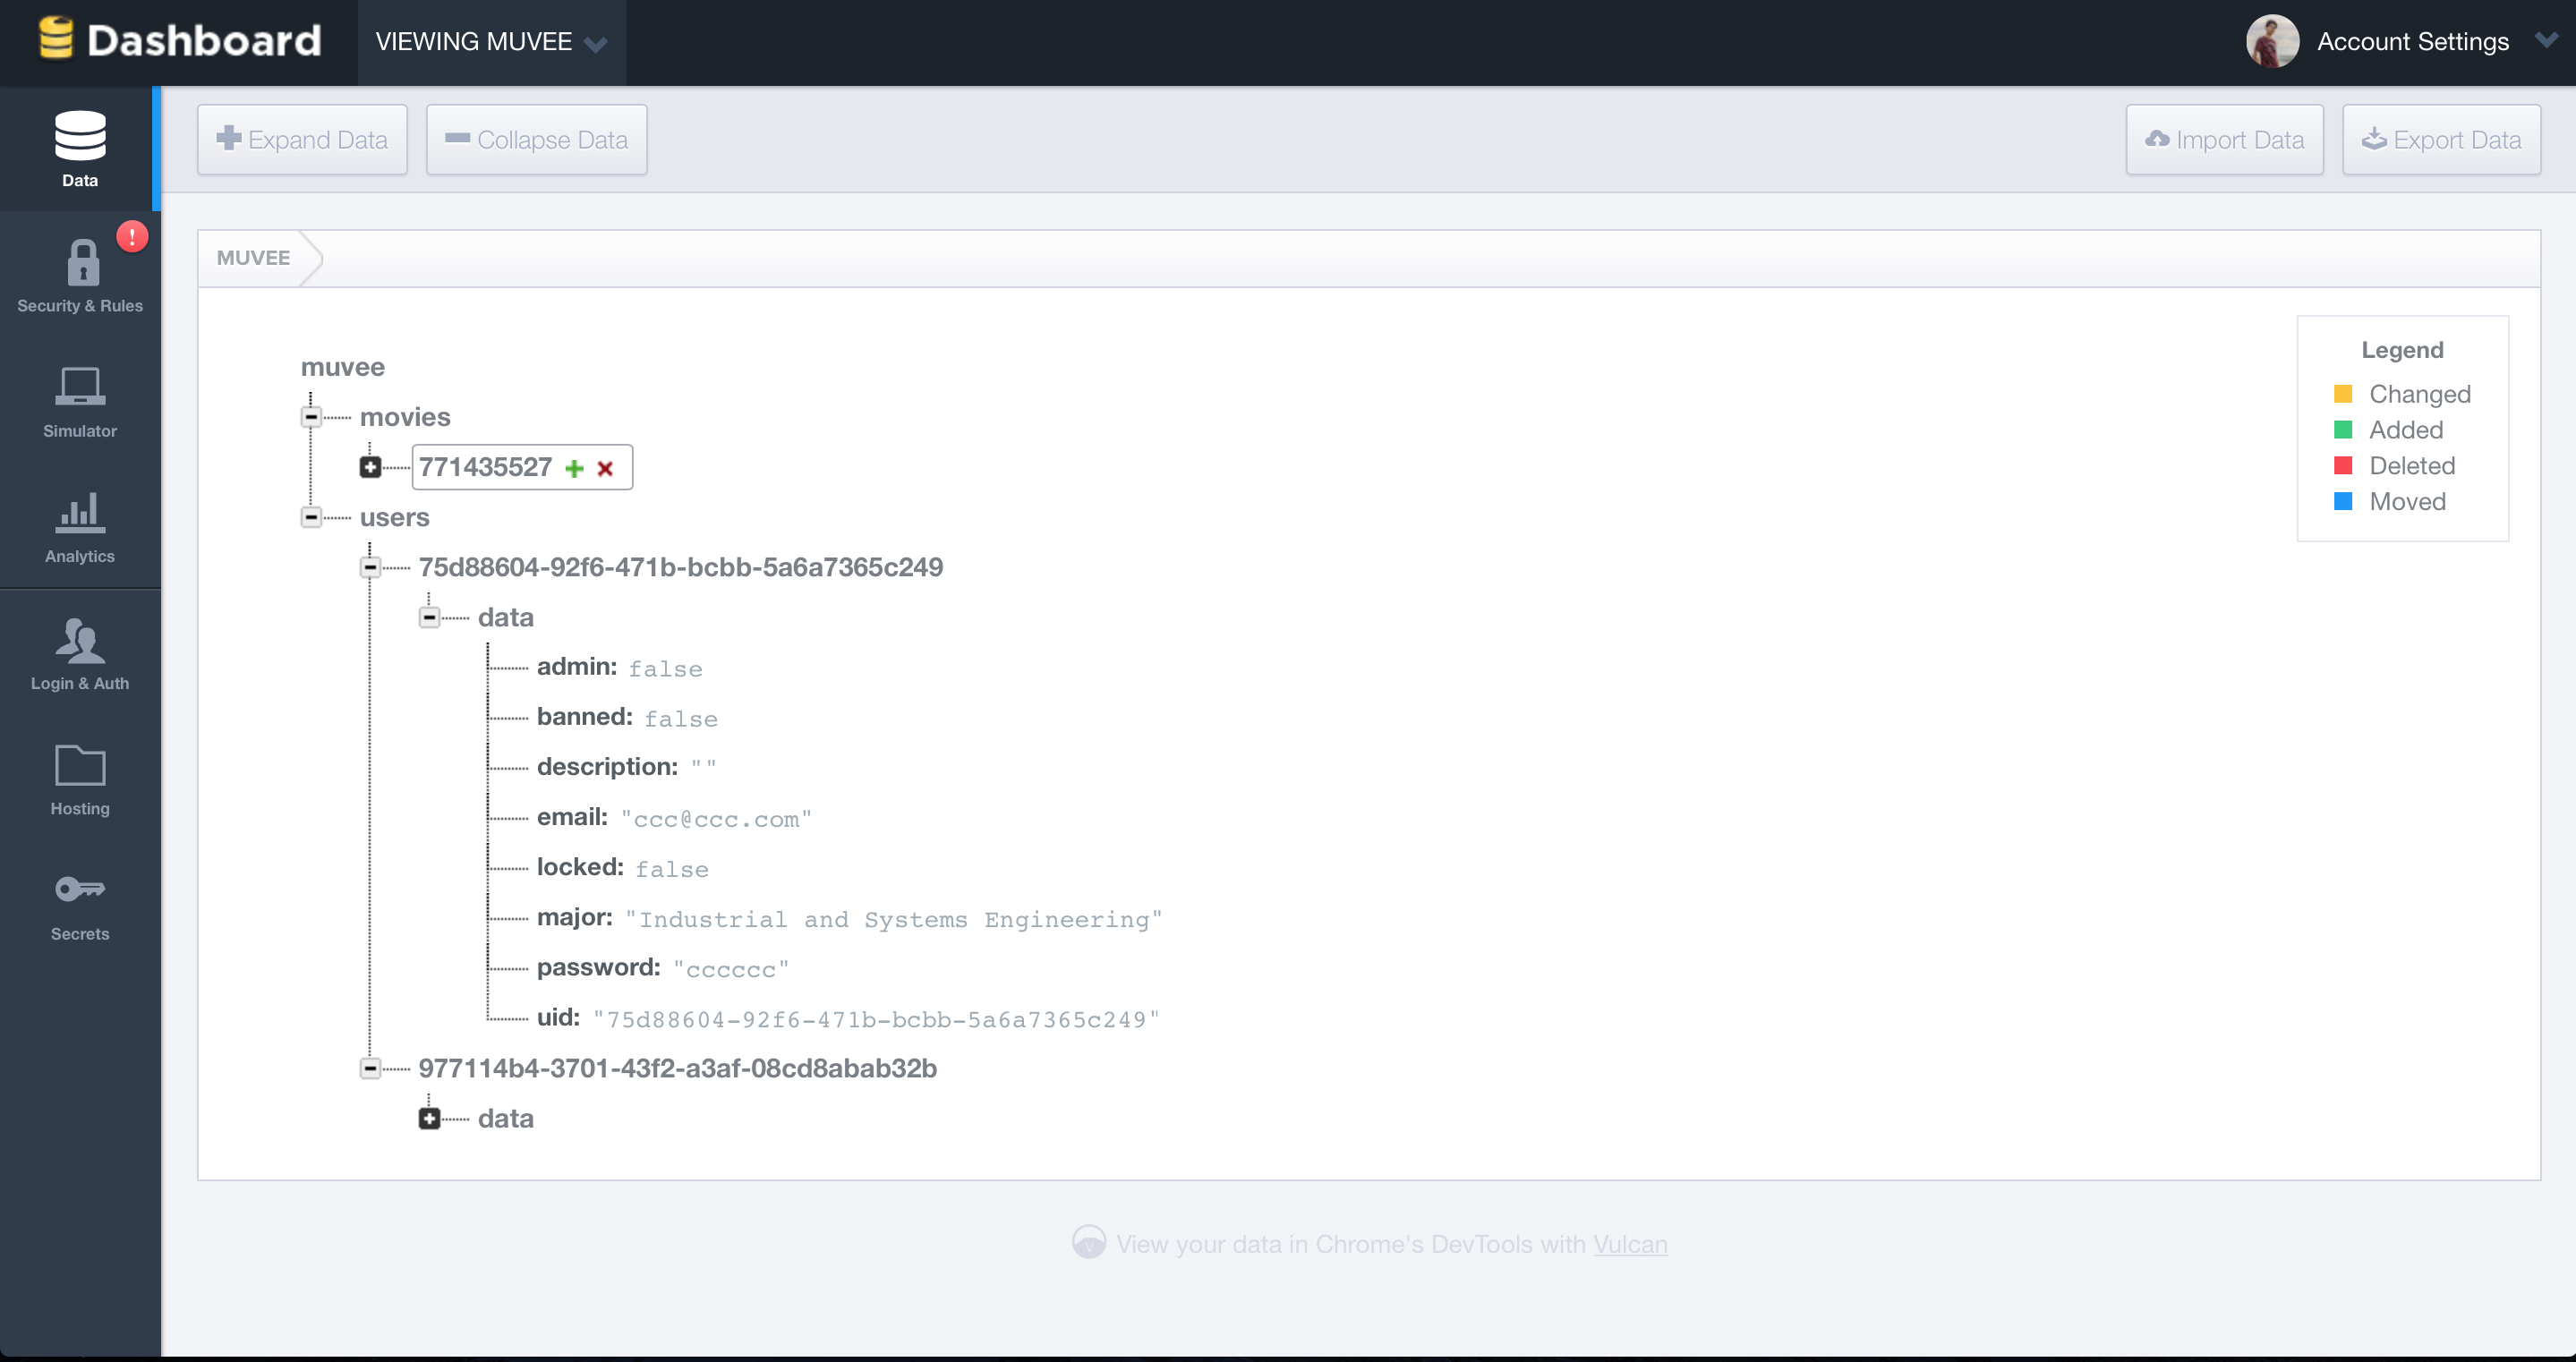 Dashboard
VIEWING MUVEE
Account Settings
Data
Security & Rules
Simulator
Analytics
Login & Auth
Hosting
Secrets
Expand Data
Collapse Data
Import Data
Export Data
MUVEE
muvee
movies
771435527
users
75d88604-92f6-471b-bcbb-5a6a7365c249
data
admin: false
banned: false
description: ""
email: "ccc@ccc.com"
locked: false
major: "Industrial and Systems Engineering"
password: "cccccc"
uid: "75d88604-92f6-471b-bcbb-5a6a7365c249"
977114b4-3701-43f2-a3af-08cd8abab32b
data
Legend
Changed
Added
Deleted
Moved
View your data in Chrome's DevTools with Vulcan